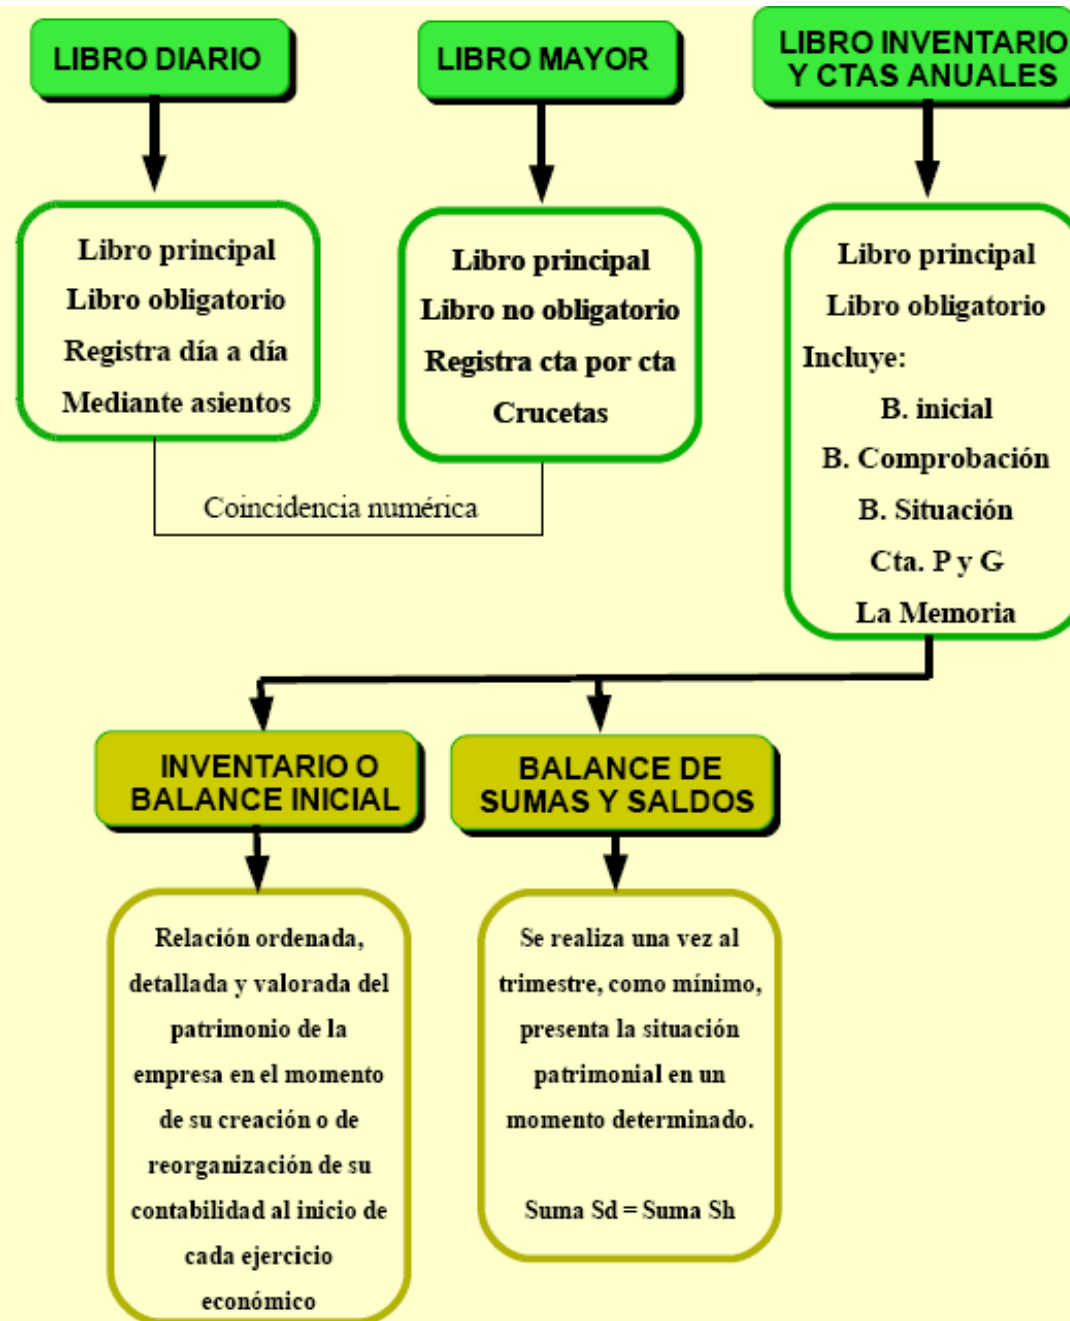 LIBRO DIARIO
LIBRO MAYOR
LIBRO INVENTARIO
Y CTAS ANUALES
Libro principal
Libro obligatorio
Registra día a día
Mediante asientos
Libro principal
Libro no obligatorio
Registra cta por cta
Crucetas
Libro principal
Libro obligatorio
Incluye:
B. inicial
B. Comprobación
B. Situación
Cta. P y G
La Memoria
Coincidencia numérica
INVENTARIO O
BALANCE INICIAL
BALANCE DE
SUMAS Y SALDOS
Relación ordenada,
detallada y valorada del
patrimonio de la
empresa en el momento
de su creación o de
reorganización de su
contabilidad al inicio de
cada ejercicio
económico
Se realiza una vez al
trimestre, como mínimo,
presenta la situación
patrimonial en un
momento determinado.
Suma Sd = Suma Sh